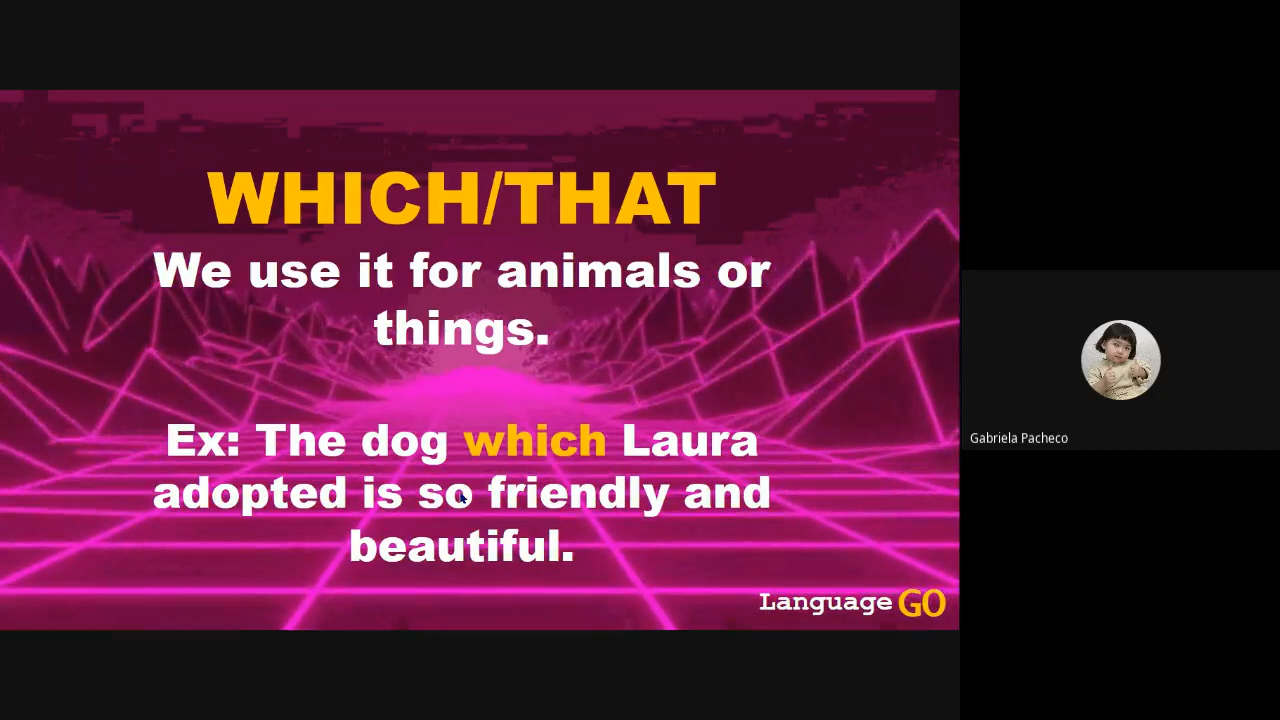 WHICH/THAT
We use it for animals or
things.
Ex: The dog which Laura
adopted is so friendly and
beautiful.
Language GO
Gabriela Pacheco